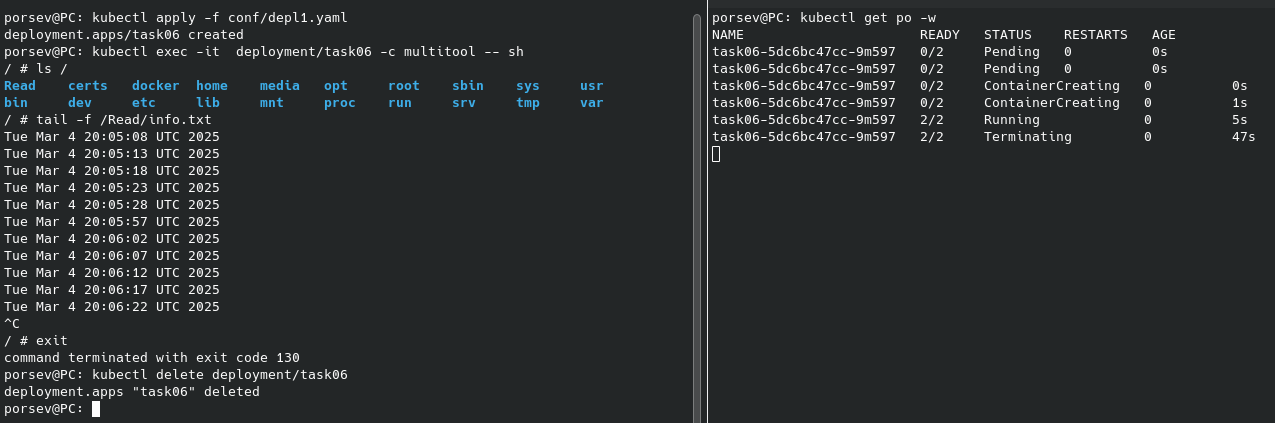 porsev@PC: kubectl apply -f conf/depl1.yaml
deployment.apps/task06 created
porsev@PC: kubectl exec -it  deployment/task06 -c multitool -- sh
/ # ls /
Read    certs   docker  home    media   opt     root    sbin    sys     usr
bin     dev     etc     lib     mnt     proc    run     srv     tmp     var
/ # tail -f /Read/info.txt
Tue Mar 4 20:05:08 UTC 2025
Tue Mar 4 20:05:13 UTC 2025
Tue Mar 4 20:05:18 UTC 2025
Tue Mar 4 20:05:23 UTC 2025
Tue Mar 4 20:05:28 UTC 2025
Tue Mar 4 20:05:57 UTC 2025
Tue Mar 4 20:06:02 UTC 2025
Tue Mar 4 20:06:07 UTC 2025
Tue Mar 4 20:06:12 UTC 2025
Tue Mar 4 20:06:17 UTC 2025
Tue Mar 4 20:06:22 UTC 2025
^C
/ # exit
command terminated with exit code 130
porsev@PC: kubectl delete deployment/task06
deployment.apps "task06" deleted
porsev@PC:
porsev@PC: kubectl get po -w
NAME                      READY   STATUS    RESTARTS   AGE
task06-5dc6bc47cc-9m597   0/2     Pending   0          0s
task06-5dc6bc47cc-9m597   0/2     Pending   0          0s
task06-5dc6bc47cc-9m597   0/2     ContainerCreating   0          0s
task06-5dc6bc47cc-9m597   0/2     ContainerCreating   0          1s
task06-5dc6bc47cc-9m597   2/2     Running             0          5s
task06-5dc6bc47cc-9m597   2/2     Terminating         0          47s